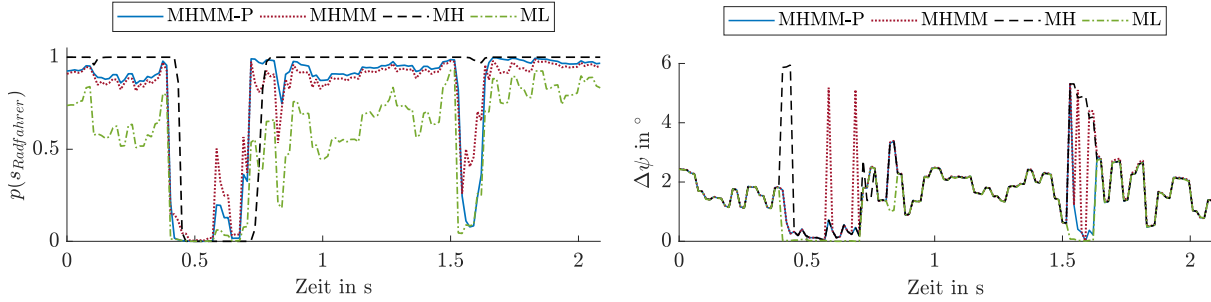 MHMM-P MHMM MH ML
1
0.5
0
p(s_Radfahrer)
0 0.5 1 1.5 2
Zeit in s
MHMM-P MHMM MH ML
6
4
2
0
Δψ in °
0 0.5 1 1.5 2
Zeit in s